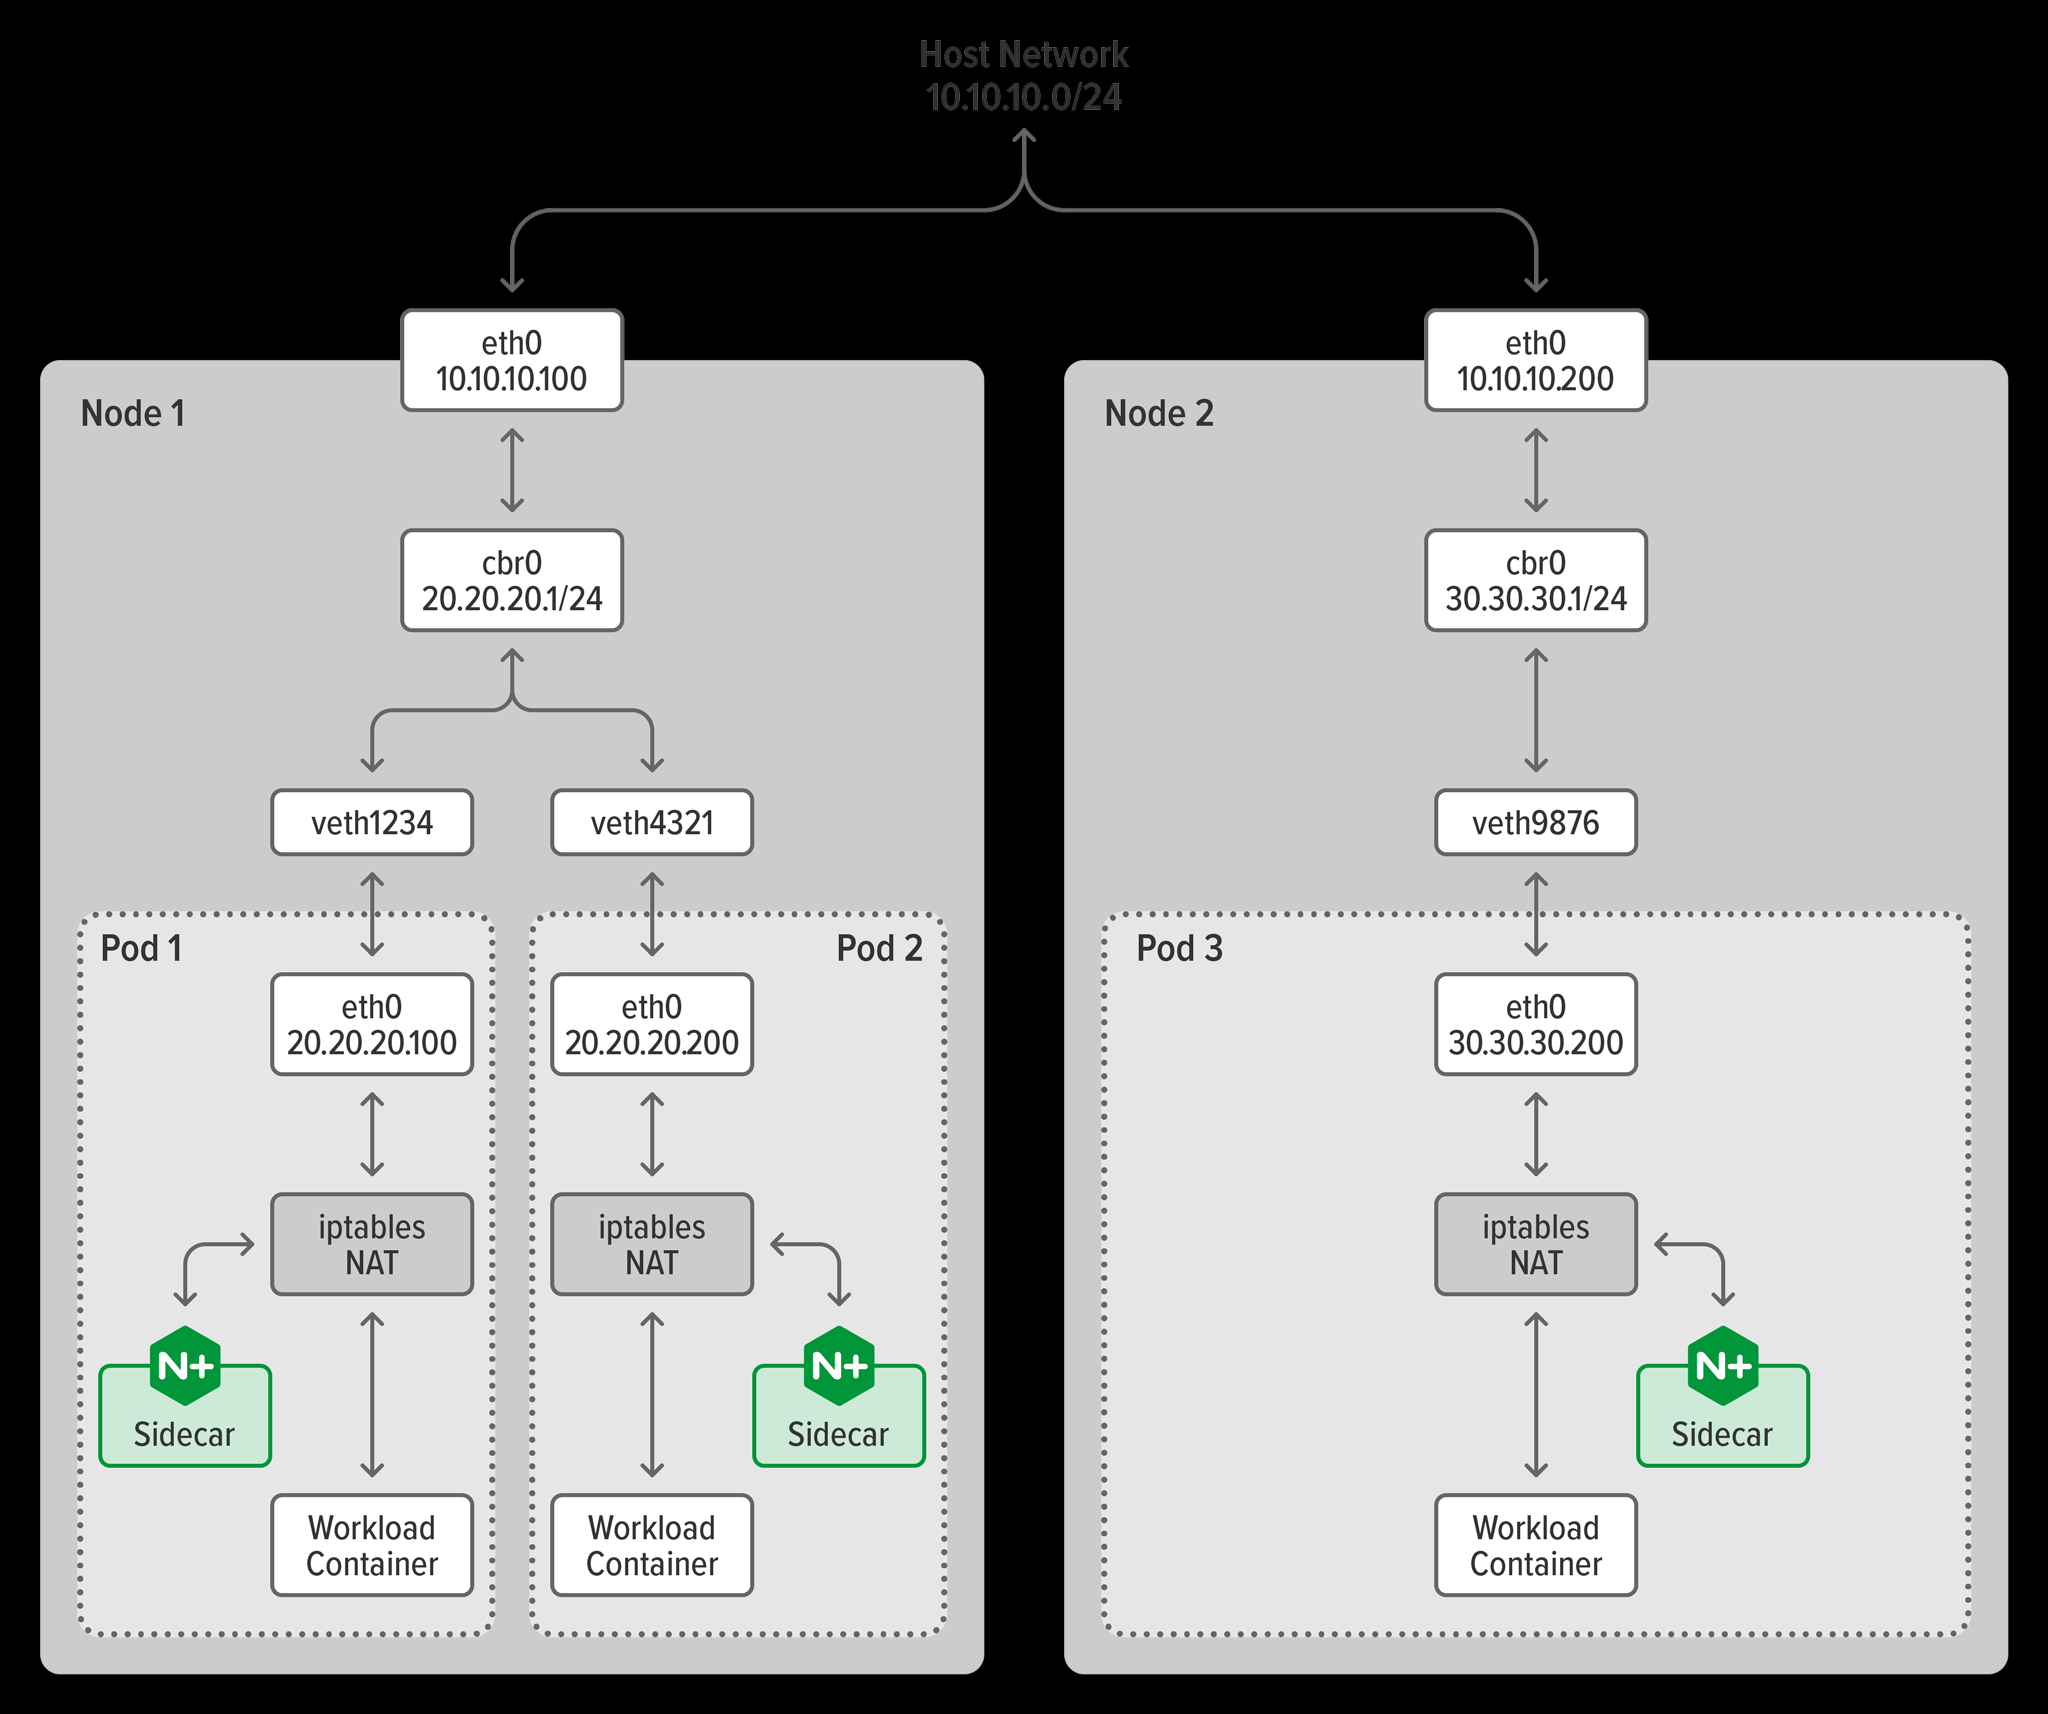 Host Network
10.10.10.0/24
eth0
10.10.10.100
eth0
10.10.10.200
Node 1
Node 2
cbr0
20.20.20.1/24
cbr0
30.30.30.1/24
veth1234
veth4321
veth9876
Pod 1
Pod 2
Pod 3
eth0
20.20.20.100
eth0
20.20.20.200
eth0
30.30.30.200
iptables
NAT
iptables
NAT
iptables
NAT
N+
Sidecar
N+
Sidecar
N+
Sidecar
Workload
Container
Workload
Container
Workload
Container